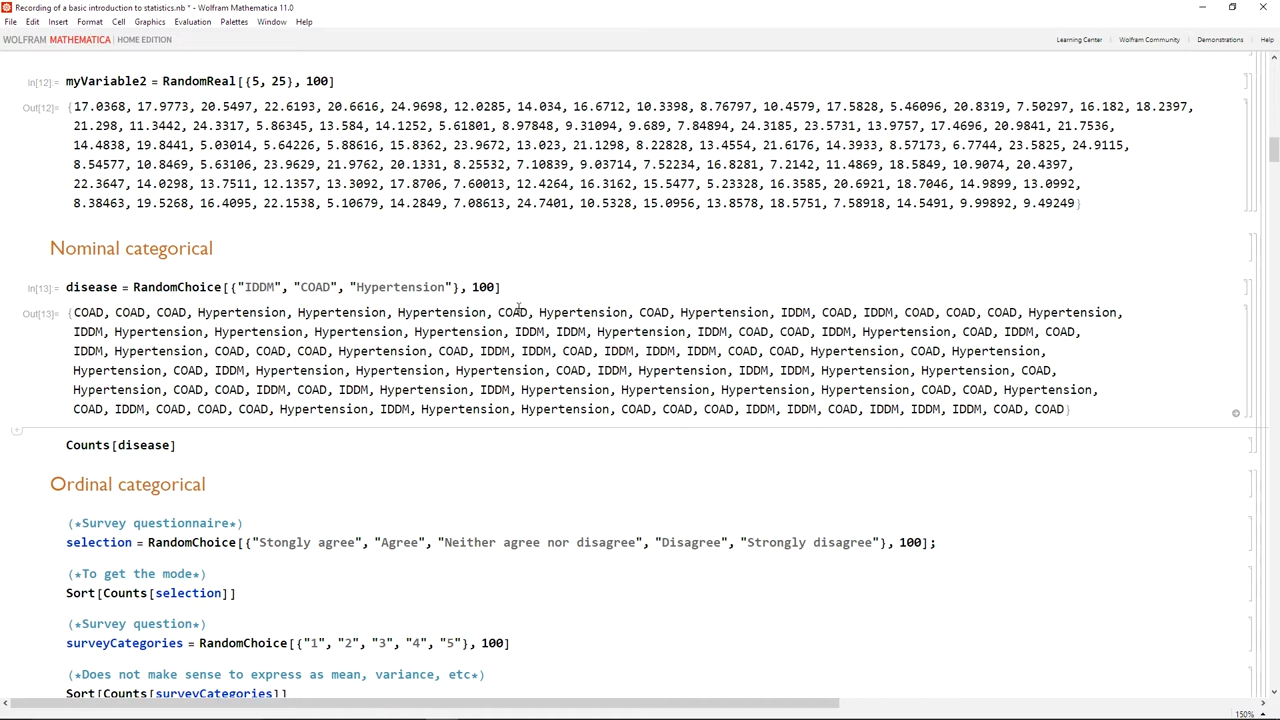 Recording of a basic introduction to statistics.nb * - Wolfram Mathematica 11.0
File Edit Insert Format Cell Graphics Evaluation Palettes Window Help
WOLFRAM MATHEMATICA | HOME EDITION Learning Center Wolfram Community Demonstrations Help
In[12]:= myVariable2 = RandomReal[{5, 25}, 100]
Out[12]= {17.0368, 17.9773, 20.5497, 22.6193, 20.6616, 24.9698, 12.0285, 14.034, 16.6712, 10.3398, 8.76797, 10.4579, 17.5828, 5.46096, 20.8319, 7.50297, 16.182, 18.2397,
21.298, 11.3442, 24.3317, 5.86345, 13.584, 14.1252, 5.61801, 8.97848, 9.31094, 9.689, 7.84894, 24.3185, 23.5731, 13.9757, 17.4696, 20.9841, 21.7536,
14.4838, 19.8441, 5.03014, 5.64226, 5.88616, 15.8362, 23.9672, 13.023, 21.1298, 8.22828, 13.4554, 21.6176, 14.3933, 8.57173, 6.7744, 23.5825, 24.9115,
8.54577, 10.8469, 5.63106, 23.9629, 21.9762, 20.1331, 8.25532, 7.10839, 9.03714, 7.52234, 16.8281, 7.2142, 11.4869, 18.5849, 10.9074, 20.4397,
22.3647, 14.0298, 13.7511, 12.1357, 13.3092, 17.8706, 7.60013, 12.4264, 16.3162, 15.5477, 5.23328, 16.3585, 20.6921, 18.7046, 14.9899, 13.0992,
8.38463, 19.5268, 16.4095, 22.1538, 5.10679, 14.2849, 7.08613, 24.7401, 10.5328, 15.0956, 13.8578, 18.5751, 7.58918, 14.5491, 9.99892, 9.49249}
Nominal categorical
In[13]:= disease = RandomChoice[{"IDDM", "COAD", "Hypertension"}, 100]
Out[13]= {COAD, COAD, COAD, Hypertension, Hypertension, Hypertension, COAD, Hypertension, COAD, Hypertension, IDDM, COAD, IDDM, COAD, COAD, COAD, Hypertension,
IDDM, Hypertension, Hypertension, Hypertension, Hypertension, IDDM, IDDM, Hypertension, IDDM, COAD, COAD, IDDM, Hypertension, COAD, IDDM, COAD,
IDDM, Hypertension, COAD, COAD, COAD, Hypertension, COAD, IDDM, IDDM, COAD, IDDM, IDDM, IDDM, COAD, COAD, Hypertension, COAD, Hypertension,
Hypertension, COAD, IDDM, Hypertension, Hypertension, Hypertension, COAD, IDDM, Hypertension, IDDM, IDDM, Hypertension, Hypertension, COAD,
Hypertension, COAD, COAD, IDDM, COAD, IDDM, Hypertension, IDDM, Hypertension, Hypertension, Hypertension, Hypertension, COAD, COAD, Hypertension,
COAD, IDDM, COAD, COAD, COAD, Hypertension, IDDM, Hypertension, Hypertension, COAD, COAD, COAD, IDDM, IDDM, COAD, IDDM, IDDM, IDDM, COAD, COAD}
Counts[disease]
Ordinal categorical
(*Survey questionnaire*)
selection = RandomChoice[{"Stongly agree", "Agree", "Neither agree nor disagree", "Disagree", "Strongly disagree"}, 100];
(*To get the mode*)
Sort[Counts[selection]]
(*Survey question*)
surveyCategories = RandomChoice[{"1", "2", "3", "4", "5"}, 100]
(*Does not make sense to express as mean, variance, etc*)
Sort[Counts[surveyCategories]]
150%